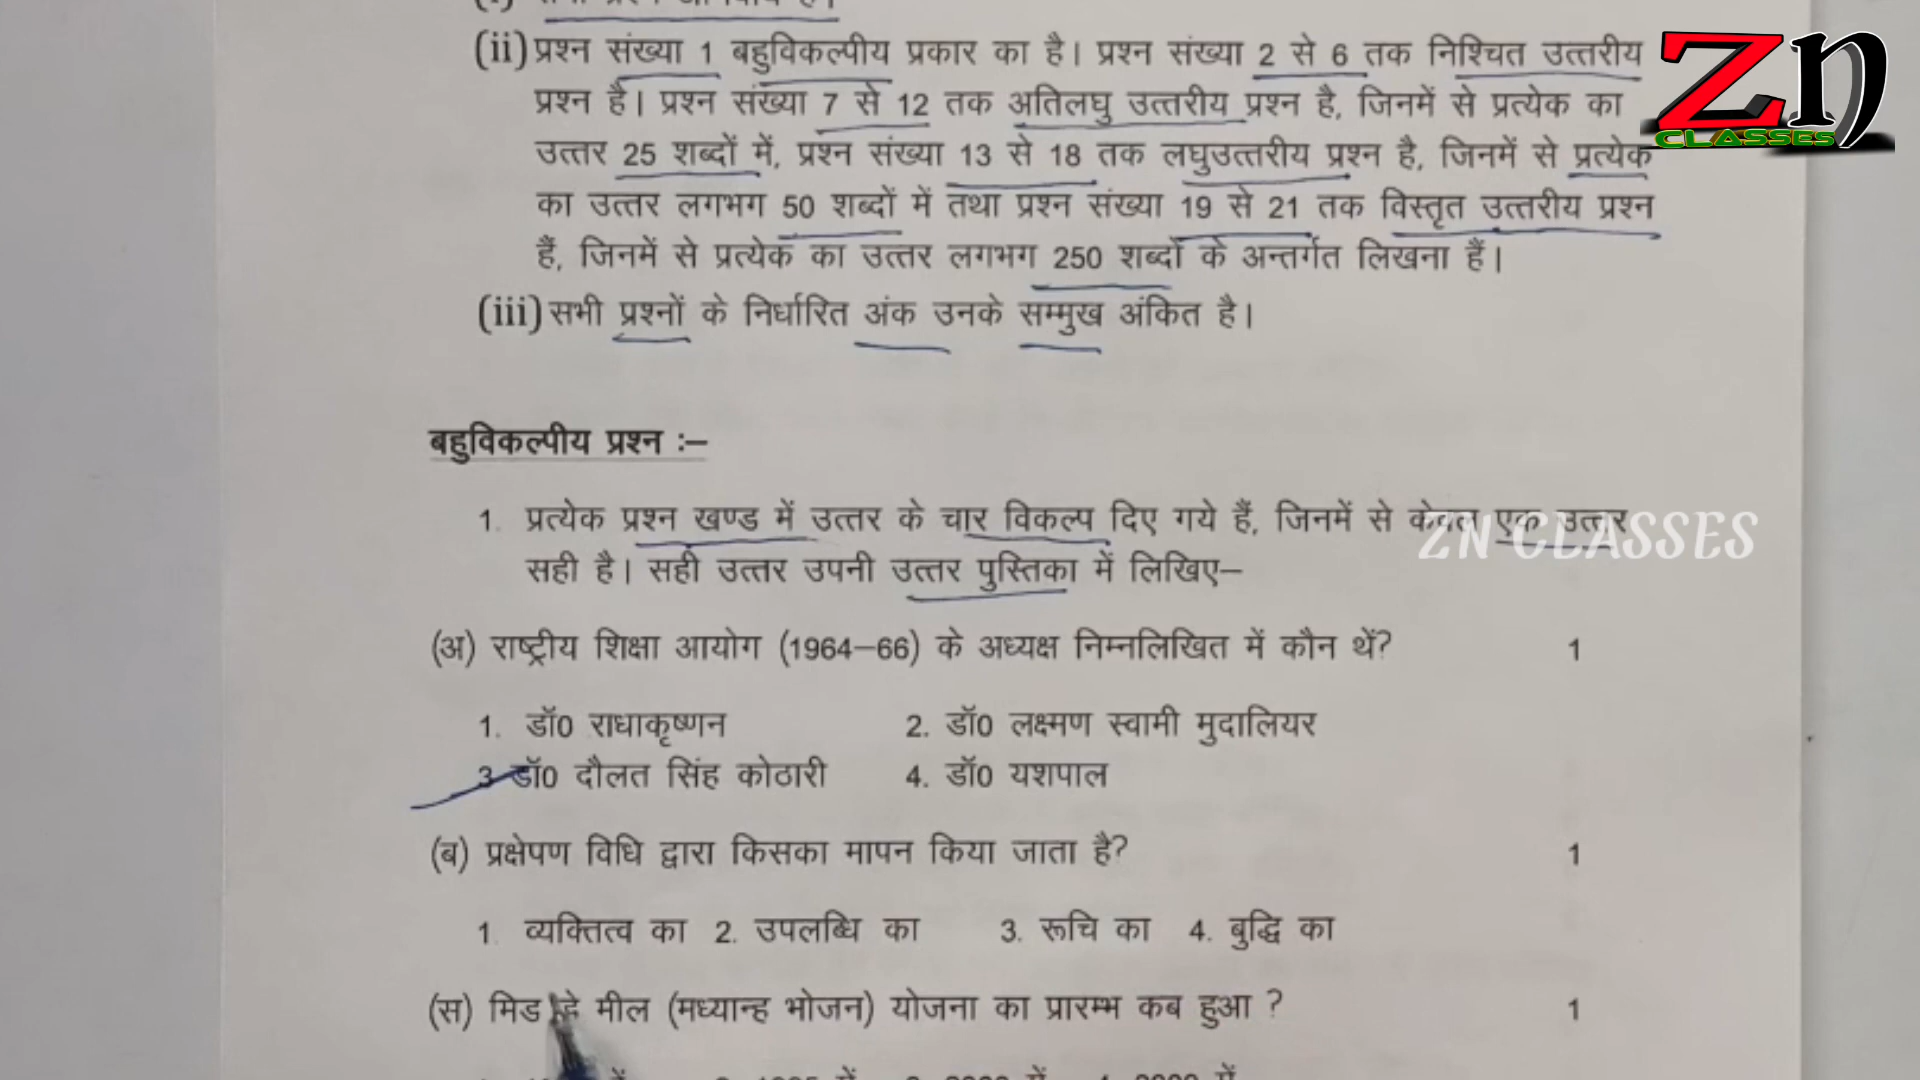 (ii) प्रश्न संख्या 1 बहुविकल्पीय प्रकार का है। प्रश्न संख्या 2 से 6 तक निश्चित उत्तरीय
प्रश्न है। प्रश्न संख्या 7 से 12 तक अतिलघु उत्तरीय प्रश्न है, जिनमें से प्रत्येक का
उत्तर 25 शब्दों में, प्रश्न संख्या 13 से 18 तक लघुउत्तरीय प्रश्न है, जिनमें से प्रत्येक
का उत्तर लगभग 50 शब्दों में तथा प्रश्न संख्या 19 से 21 तक विस्तृत उत्तरीय प्रश्न
हैं, जिनमें से प्रत्येक का उत्तर लगभग 250 शब्दों के अन्तर्गत लिखना हैं।
(iii) सभी प्रश्नों के निर्धारित अंक उनके सम्मुख अंकित है।
Zn
CLASSES
बहुविकल्पीय प्रश्न :–
1. प्रत्येक प्रश्न खण्ड में उत्तर के चार विकल्प दिए गये हैं, जिनमें से केवल एक उत्तर
ZN CLASSES
सही है। सही उत्तर उपनी उत्तर पुस्तिका में लिखिए–
(अ) राष्ट्रीय शिक्षा आयोग (1964–66) के अध्यक्ष निम्नलिखित में कौन थें? 1
1. डॉ0 राधाकृष्णन 2. डॉ0 लक्ष्मण स्वामी मुदालियर
3 डॉ0 दौलत सिंह कोठारी 4. डॉ0 यशपाल
(ब) प्रक्षेपण विधि द्वारा किसका मापन किया जाता है? 1
1. व्यक्तित्व का 2. उपलब्धि का 3. रूचि का 4. बुद्धि का
(स) मिड डे मील (मध्यान्ह भोजन) योजना का प्रारम्भ कब हुआ ? 1